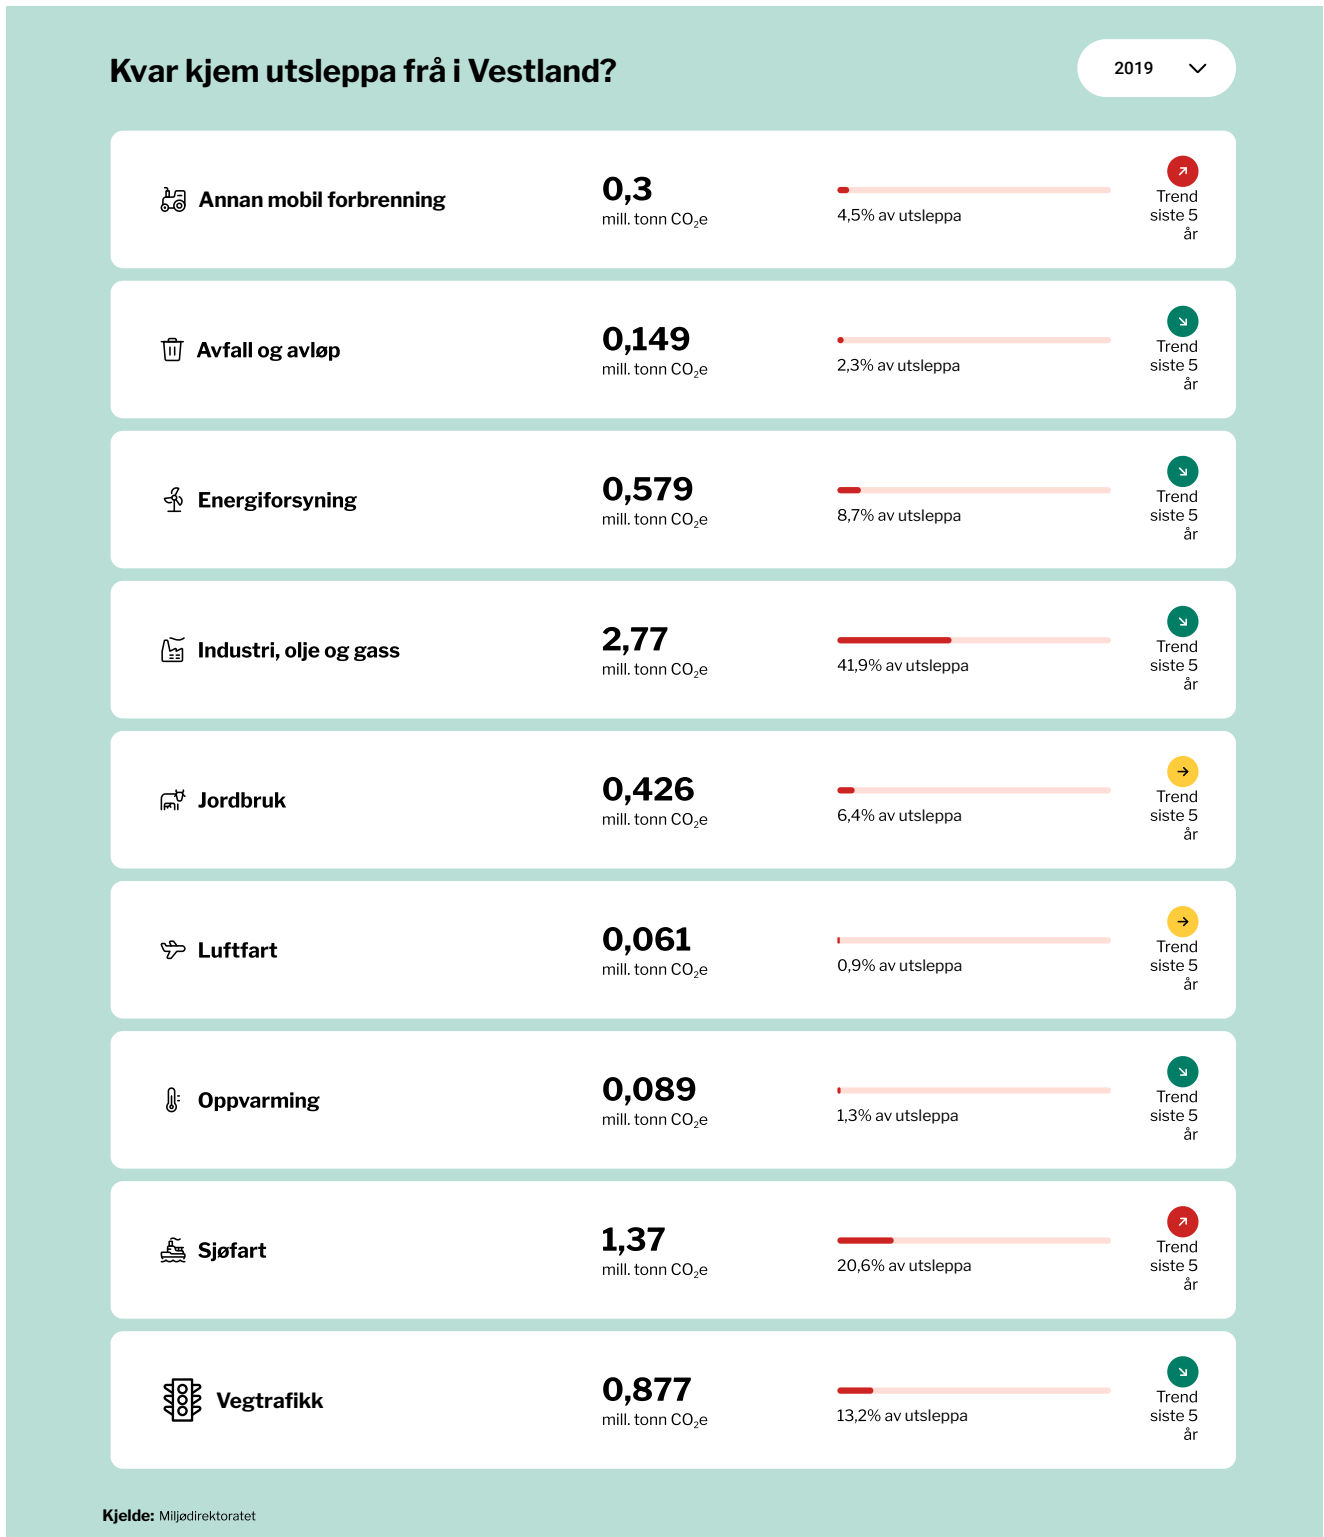 Kvar kjem utsleppa frå i Vestland?
2019
Annan mobil forbrenning
0,3
mill. tonn CO₂e
4,5% av utsleppa
Trend
siste 5
år
Avfall og avløp
0,149
mill. tonn CO₂e
2,3% av utsleppa
Trend
siste 5
år
Energiforsyning
0,579
mill. tonn CO₂e
8,7% av utsleppa
Trend
siste 5
år
Industri, olje og gass
2,77
mill. tonn CO₂e
41,9% av utsleppa
Trend
siste 5
år
Jordbruk
0,426
mill. tonn CO₂e
6,4% av utsleppa
Trend
siste 5
år
Luftfart
0,061
mill. tonn CO₂e
0,9% av utsleppa
Trend
siste 5
år
Oppvarming
0,089
mill. tonn CO₂e
1,3% av utsleppa
Trend
siste 5
år
Sjøfart
1,37
mill. tonn CO₂e
20,6% av utsleppa
Trend
siste 5
år
Vegtrafikk
0,877
mill. tonn CO₂e
13,2% av utsleppa
Trend
siste 5
år
Kjelde: Miljødirektoratet